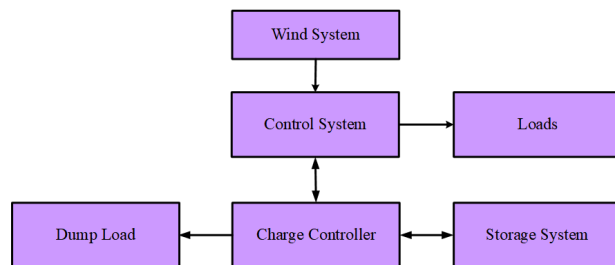 Wind System
Control System
Loads
Dump Load
Charge Controller
Storage System